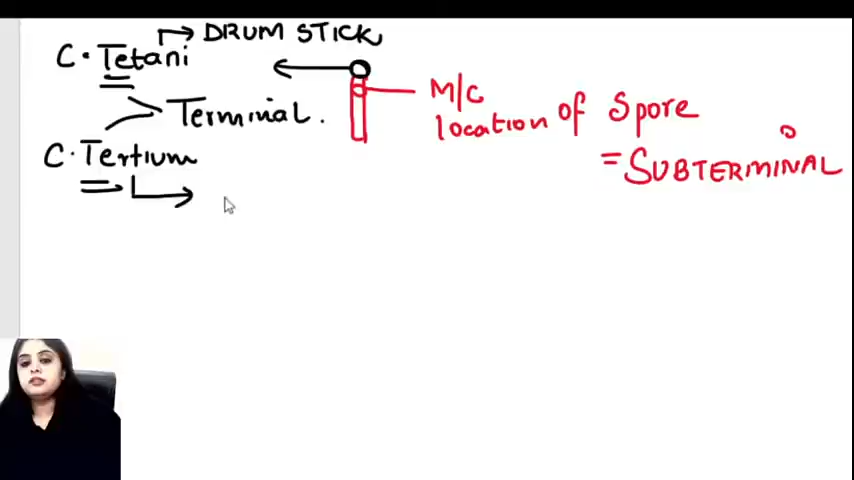 DRUM STICK
C. Tetani
M/C
Terminal.
location of Spore
C. Tertium
= SUBTERMINAL